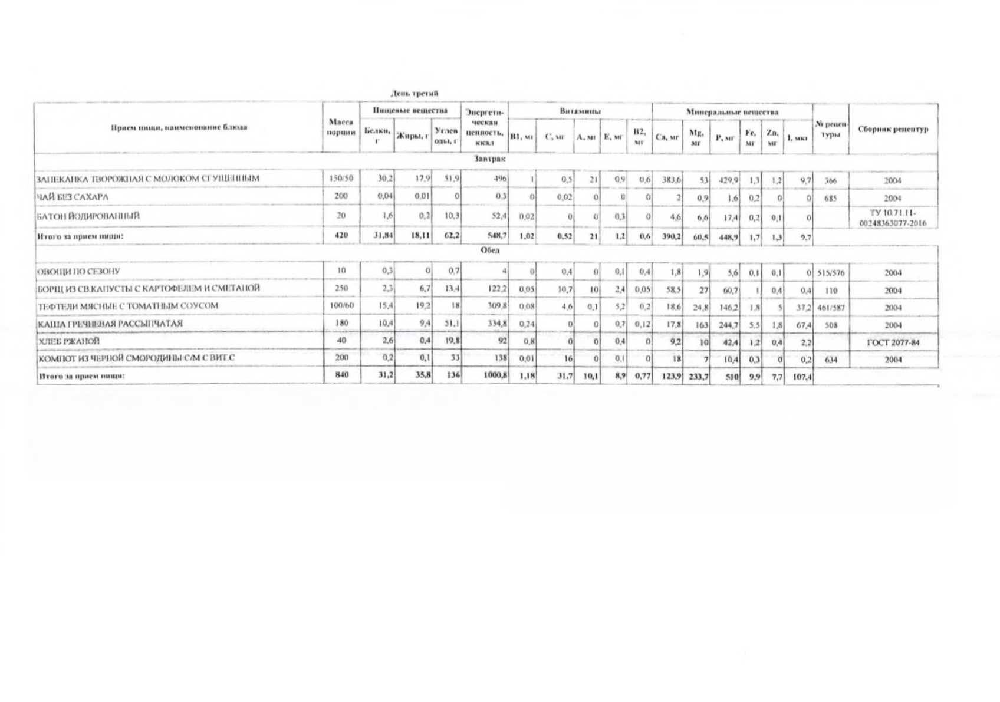 День третий
Прием пищи, наименование блюда Масса порции Пищевые вещества Энергети-ческая ценность, ккал Витамины Минеральные вещества № рецеп-туры Сборник рецептур
Белки, г Жиры, г Углев оды, г В1, мг С, мг А, мг Е, мг В2, мг Ca, мг Mg, мг P, мг Fe, мг Zn, мг I, мкг
Завтрак
ЗАПЕКАНКА ТВОРОЖНАЯ С МОЛОКОМ СГУЩЕННЫМ 150/50 30,2 17,9 51,9 496 1 0,5 21 0,9 0,6 383,6 53 429,9 1,3 1,2 9,7 366 2004
ЧАЙ БЕЗ САХАРА 200 0,04 0,01 0 0,3 0 0,02 0 0 0 2 0,9 1,6 0,2 0 0 685 2004
БАТОН ЙОДИРОВАННЫЙ 20 1,6 0,2 10,3 52,4 0,02 0 0 0,3 0 4,6 6,6 17,4 0,2 0,1 0 ТУ 10.71.11-
00248363077-2016
Итого за прием пищи: 420 31,84 18,11 62,2 548,7 1,02 0,52 21 1,2 0,6 390,2 60,5 448,9 1,7 1,3 9,7
Обед
ОВОЩИ ПО СЕЗОНУ 10 0,3 0 0,7 4 0 0,4 0 0,1 0,4 1,8 1,9 5,6 0,1 0,1 0 515/576 2004
БОРЩ ИЗ СВ.КАПУСТЫ С КАРТОФЕЛЕМ И СМЕТАНОЙ 250 2,3 6,7 13,4 122,2 0,05 10,7 10 2,4 0,05 58,5 27 60,7 1 0,4 0,4 110 2004
ТЕФТЕЛИ МЯСНЫЕ С ТОМАТНЫМ СОУСОМ 100/60 15,4 19,2 18 309,8 0,08 4,6 0,1 5,2 0,2 18,6 24,8 146,2 1,8 5 37,2 461/587 2004
КАША ГРЕЧНЕВАЯ РАССЫПЧАТАЯ 180 10,4 9,4 51,1 334,8 0,24 0 0 0,7 0,12 17,8 163 244,7 5,5 1,8 67,4 508 2004
ХЛЕБ РЖАНОЙ 40 2,6 0,4 19,8 92 0,8 0 0 0,4 0 9,2 10 42,4 1,2 0,4 2,2 ГОСТ 2077-84
КОМПОТ ИЗ ЧЕРНОЙ СМОРОДИНЫ С/М С ВИТ.С 200 0,2 0,1 33 138 0,01 16 0 0,1 0 18 7 10,4 0,3 0 0,2 634 2004
Итого за прием пищи: 840 31,2 35,8 136 1000,8 1,18 31,7 10,1 8,9 0,77 123,9 233,7 510 9,9 7,7 107,4